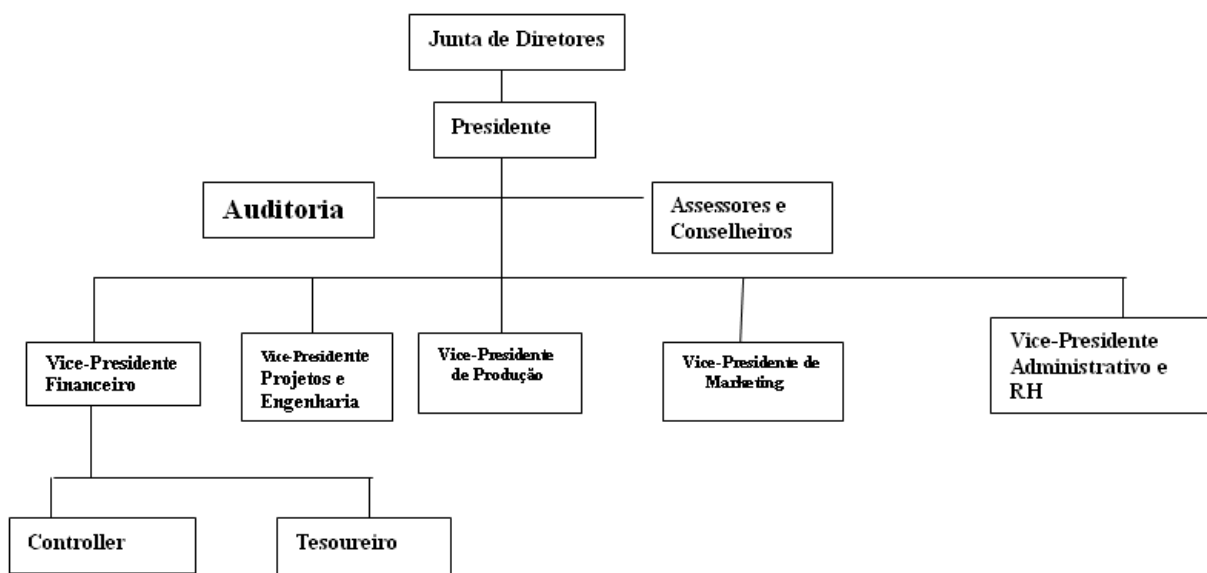 Junta de Diretores
Presidente
Auditoria
Assessores e
Conselheiros
Vice-Presidente
Financeiro
Vice-Presidente
Projetos e
Engenharia
Vice-Presidente
de Produção
Vice-Presidente de
Marketing
Vice-Presidente
Administrativo e
RH
Controller
Tesoureiro